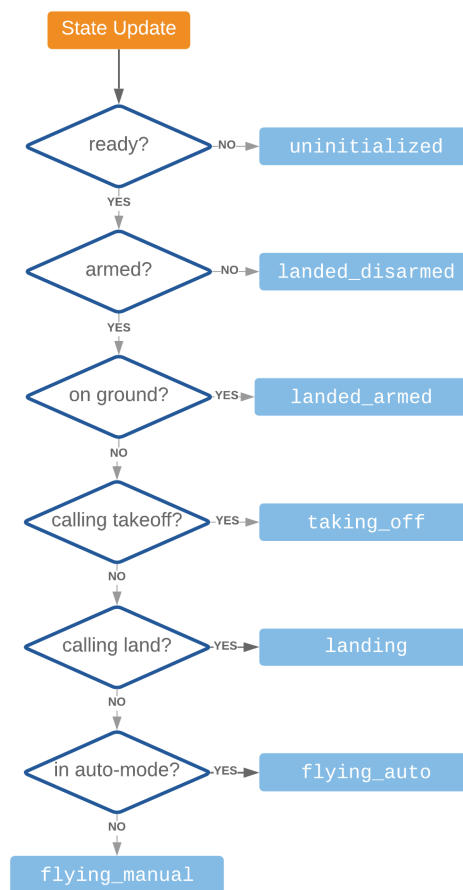 State Update
ready?
NO
uninitialized
YES
armed?
NO
landed_disarmed
YES
on ground?
YES
landed_armed
NO
calling takeoff?
YES
taking_off
NO
calling land?
YES
landing
NO
in auto-mode?
YES
flying_auto
NO
flying_manual